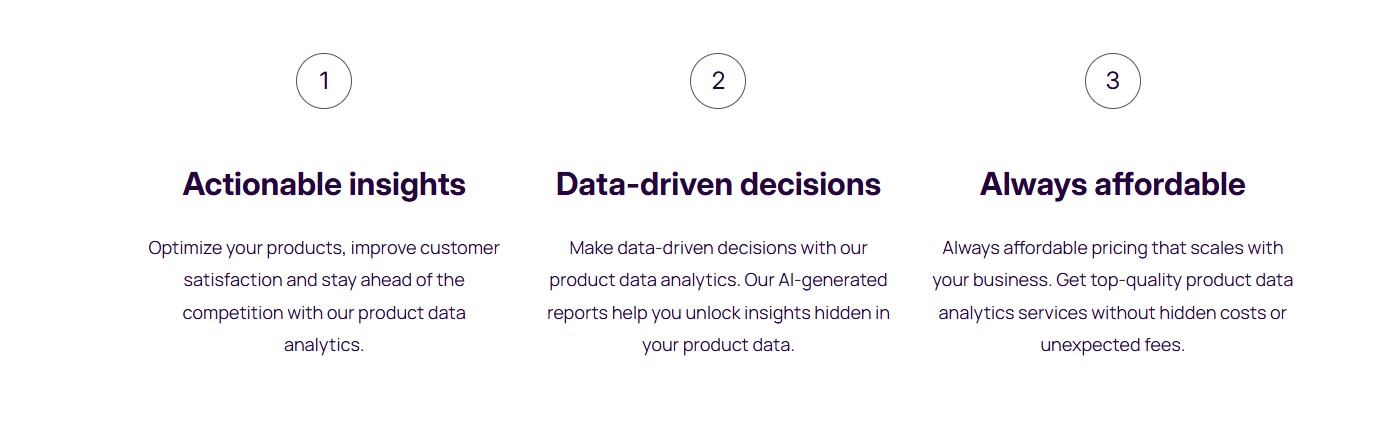 1
Actionable insights
Optimize your products, improve customer
satisfaction and stay ahead of the
competition with our product data
analytics.
2
Data-driven decisions
Make data-driven decisions with our
product data analytics. Our AI-generated
reports help you unlock insights hidden in
your product data.
3
Always affordable
Always affordable pricing that scales with
your business. Get top-quality product data
analytics services without hidden costs or
unexpected fees.